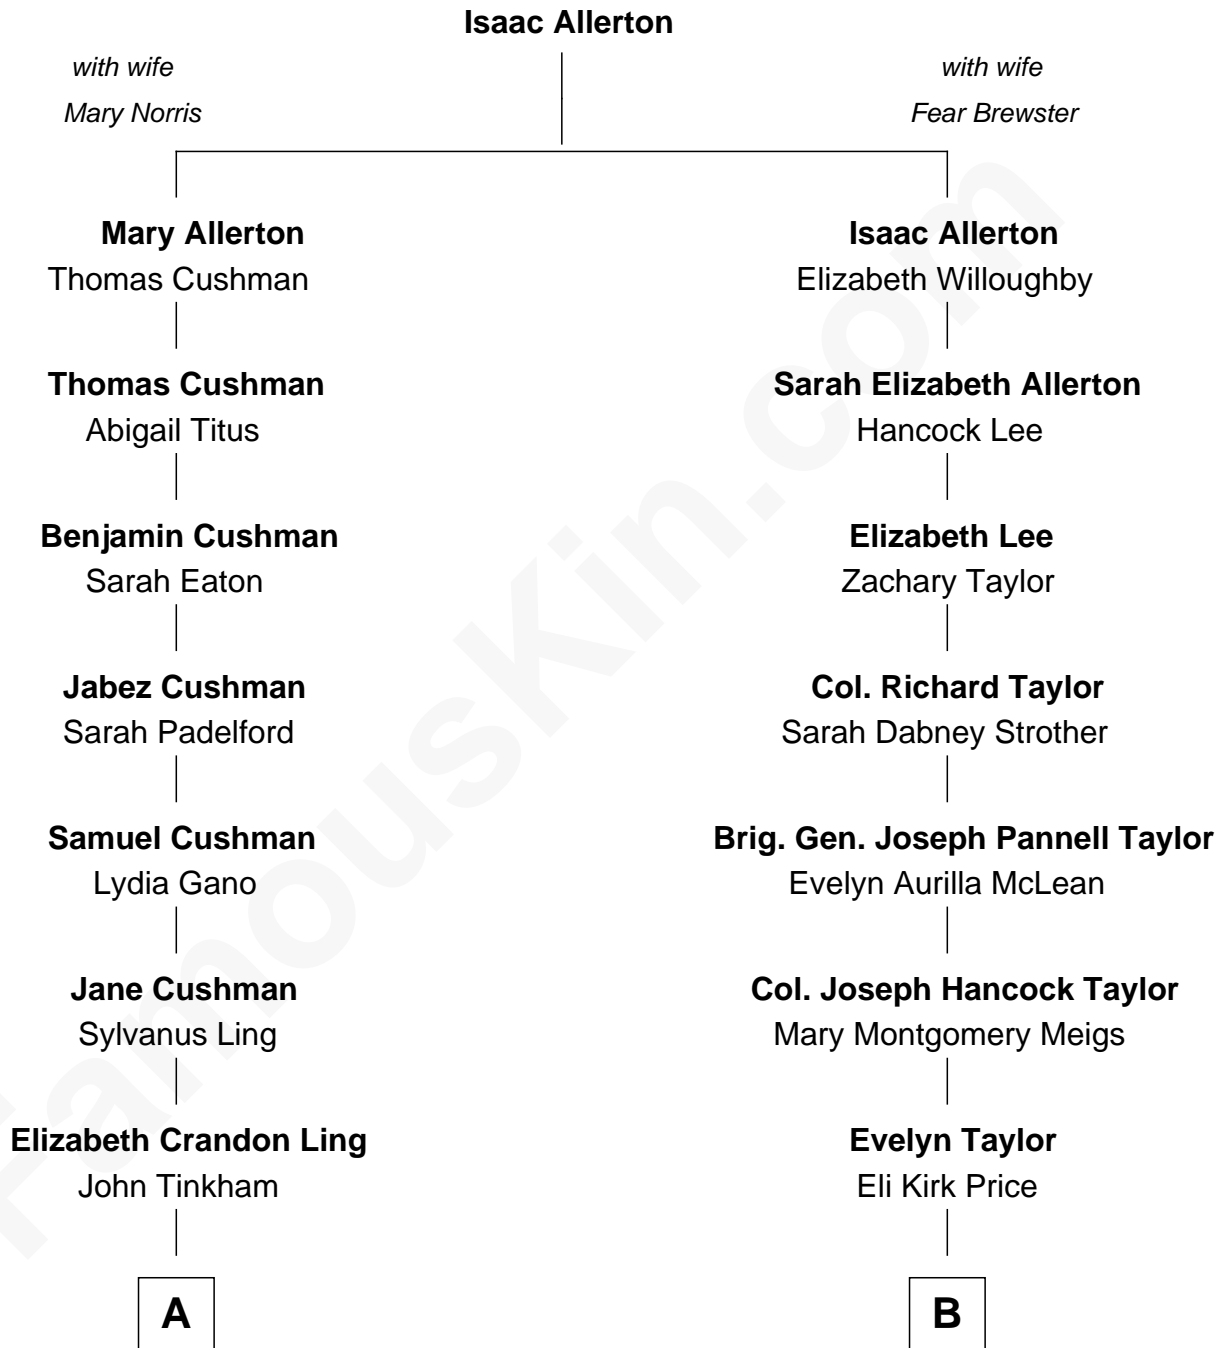 Isaac Allerton
with wife
Mary Norris
with wife
Fear Brewster
Mary Allerton
Thomas Cushman
Isaac Allerton
Elizabeth Willoughby
Thomas Cushman
Abigail Titus
Sarah Elizabeth Allerton
Hancock Lee
Benjamin Cushman
Sarah Eaton
Elizabeth Lee
Zachary Taylor
Jabez Cushman
Sarah Padelford
Col. Richard Taylor
Sarah Dabney Strother
Samuel Cushman
Lydia Gano
Brig. Gen. Joseph Pannell Taylor
Evelyn Aurilla McLean
Jane Cushman
Sylvanus Ling
Col. Joseph Hancock Taylor
Mary Montgomery Meigs
Elizabeth Crandon Ling
John Tinkham
Evelyn Taylor
Eli Kirk Price
A
B
FamousKin.com